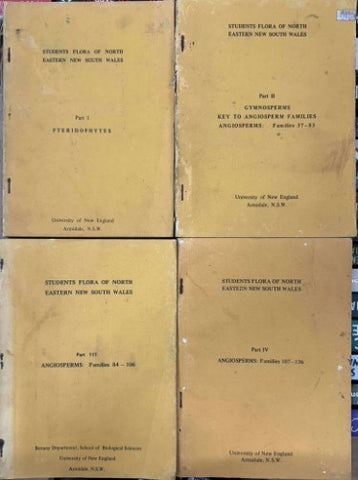 STUDENTS FLORA OF NORTH
EASTERN NEW SOUTH WALES
Part I
PTERIDOPHYTES
University of New England
Armidale, N.S.W.
STUDENTS FLORA OF NORTH
EASTERN NEW SOUTH WALES
Part II
GYMNOSPERMS
KEY TO ANGIOSPERM FAMILIES
ANGIOSPERMS: Families 57-83
University of New England
Armidale, N.S.W.
STUDENTS FLORA OF NORTH
EASTERN NEW SOUTH WALES
Part III
ANGIOSPERMS: Families 84 - 106
Botany Department, School of Biological Sciences
University of New England
Armidale, N.S.W.
STUDENTS FLORA OF NORTH
EASTERN NEW SOUTH WALES
Part IV
ANGIOSPERMS: Families 107-136
University of New England
Armidale, N.S.W.